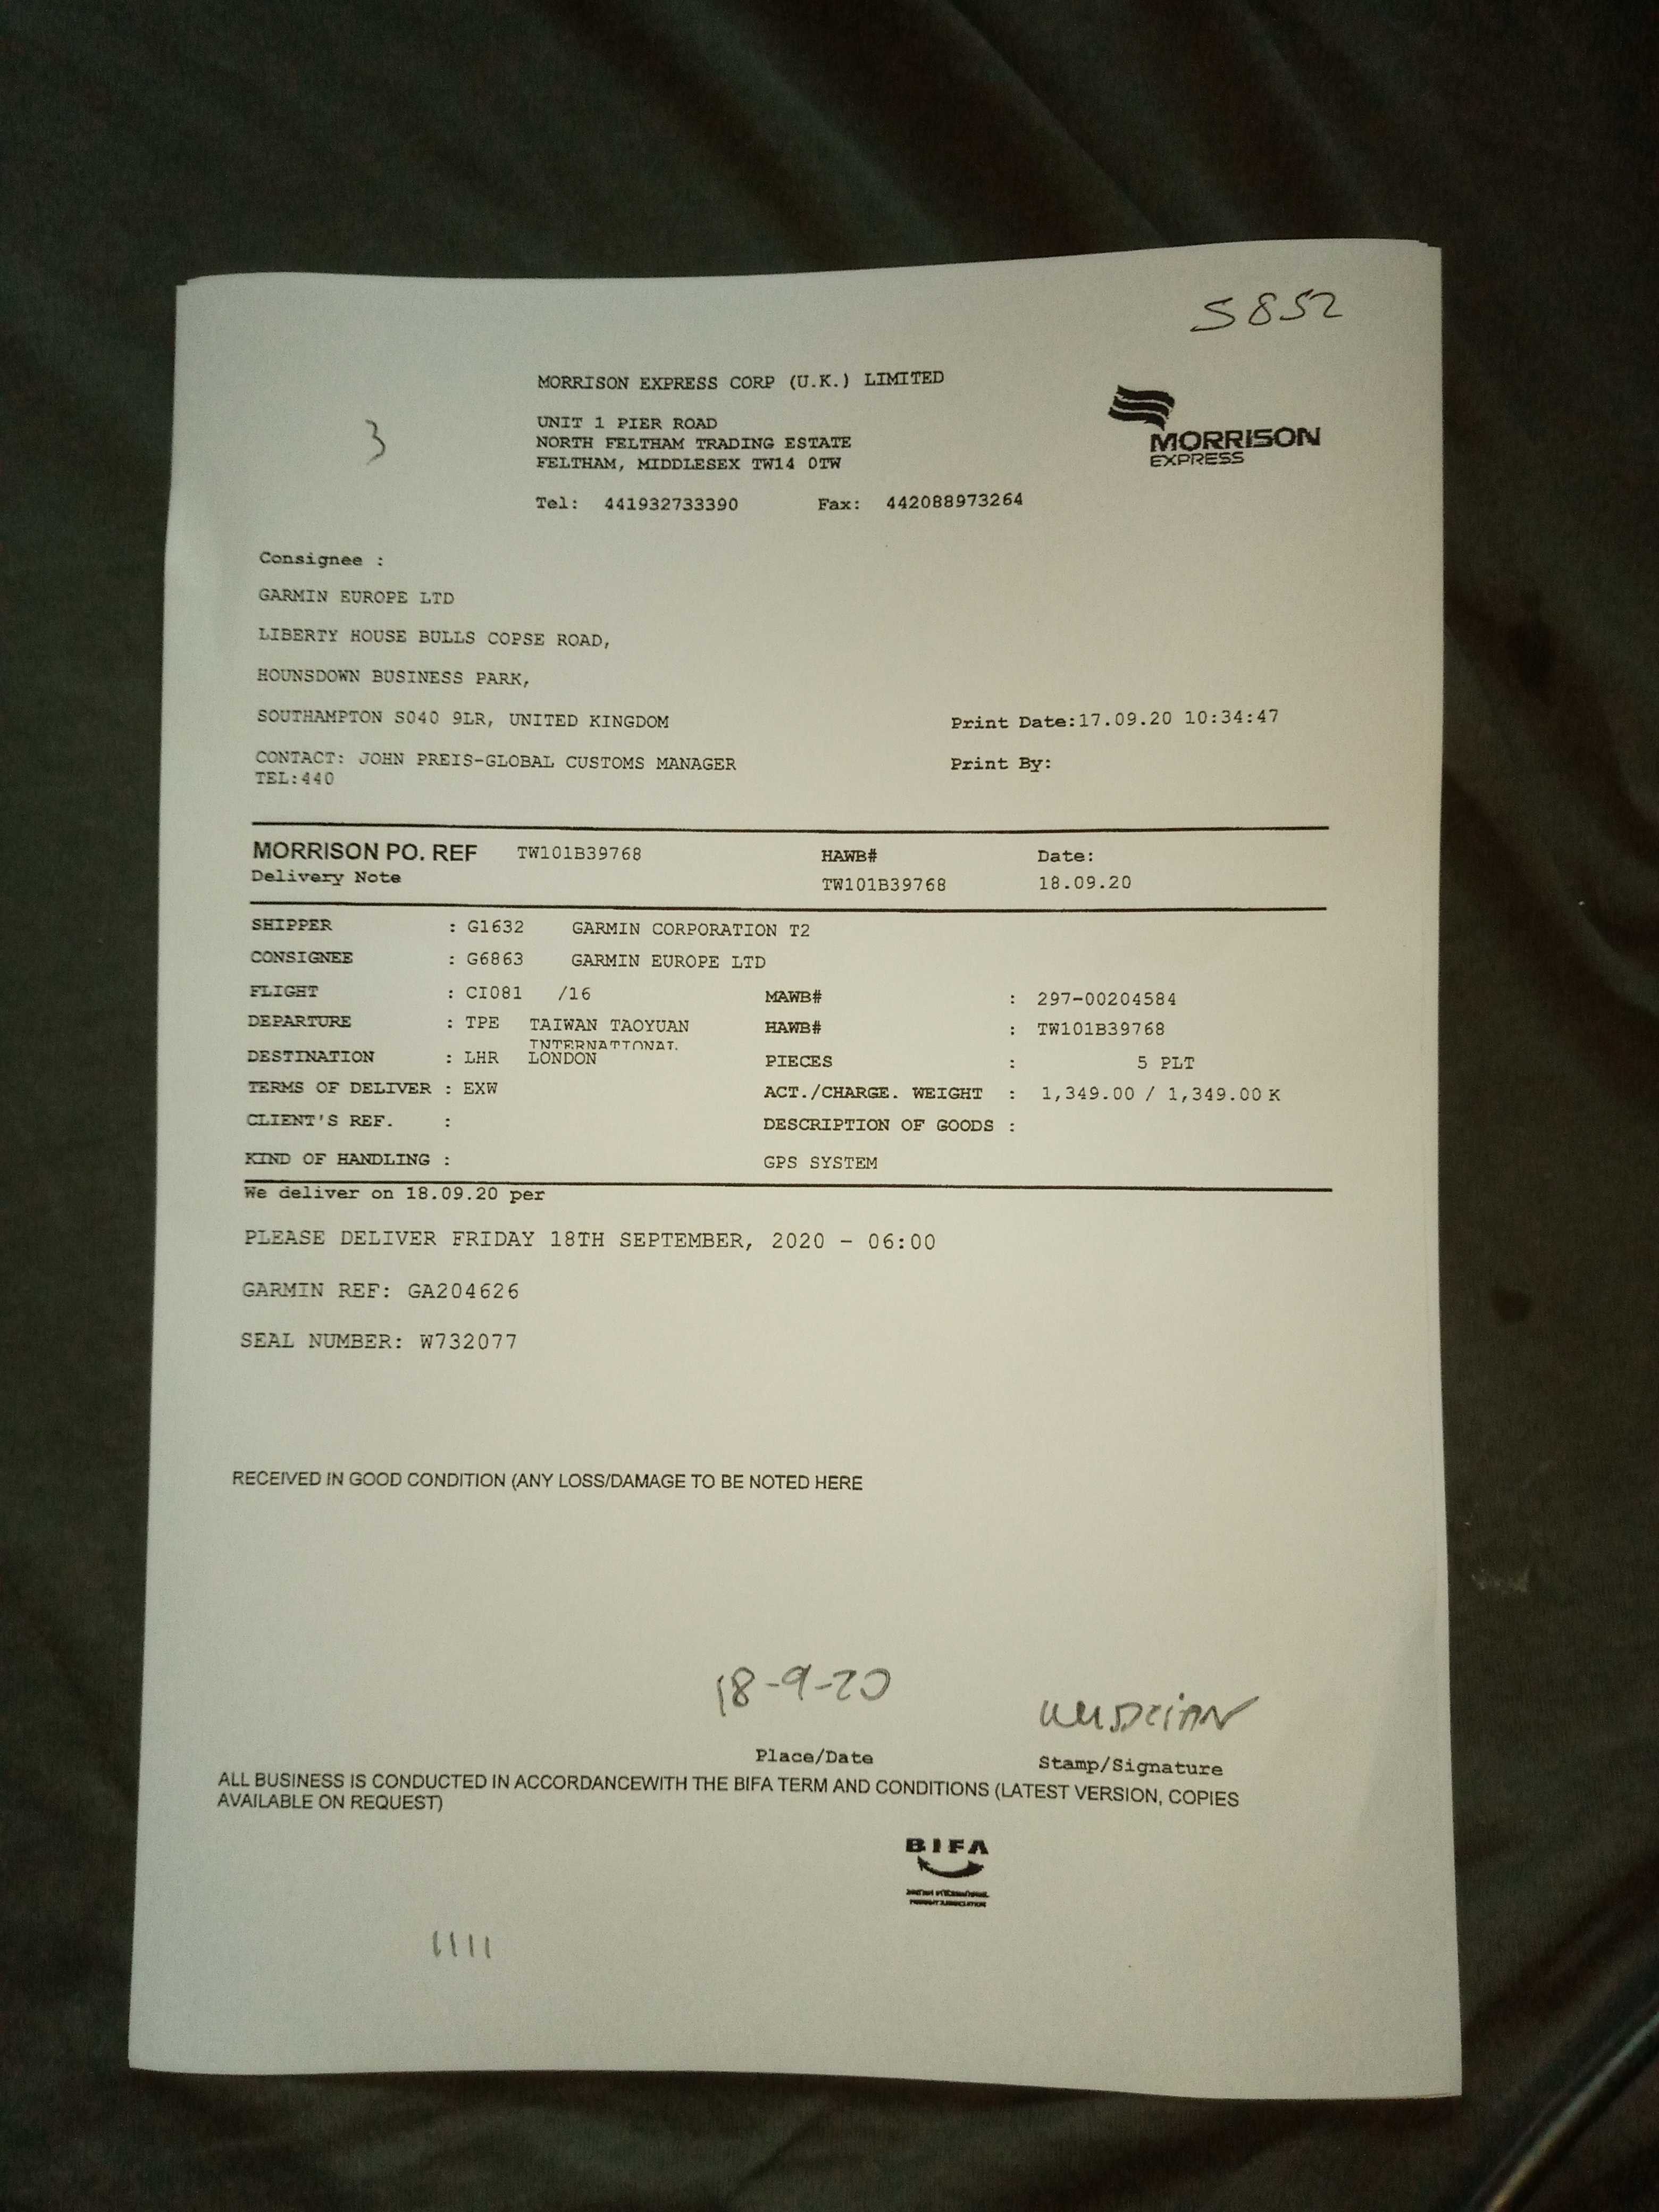 S852
MORRISON EXPRESS CORP (U.K.) LIMITED
3
UNIT 1 PIER ROAD
NORTH FELTHAM TRADING ESTATE
FELTHAM, MIDDLESEX TW14 0TW
MORRISON
EXPRESS
Tel: 441932733390 Fax: 442088973264
Consignee :
GARMIN EUROPE LTD
LIBERTY HOUSE BULLS COPSE ROAD,
HOUNSDOWN BUSINESS PARK,
SOUTHAMPTON SO40 9LR, UNITED KINGDOM
Print Date:17.09.20 10:34:47
CONTACT: JOHN PREIS-GLOBAL CUSTOMS MANAGER
Print By:
TEL:440
MORRISON PO. REF TW101B39768 HAWB# Date:
Delivery Note TW101B39768 18.09.20
SHIPPER : G1632 GARMIN CORPORATION T2
CONSIGNEE : G6863 GARMIN EUROPE LTD
FLIGHT : CI081 /16 MAWB# : 297-00204584
DEPARTURE : TPE TAIWAN TAOYUAN HAWB# : TW101B39768
INTERNATIONAL
DESTINATION : LHR LONDON PIECES : 5 PLT
TERMS OF DELIVER : EXW ACT./CHARGE. WEIGHT : 1,349.00 / 1,349.00 K
CLIENT'S REF. : DESCRIPTION OF GOODS :
KIND OF HANDLING : GPS SYSTEM
We deliver on 18.09.20 per
PLEASE DELIVER FRIDAY 18TH SEPTEMBER, 2020 - 06:00
GARMIN REF: GA204626
SEAL NUMBER: W732077
RECEIVED IN GOOD CONDITION (ANY LOSS/DAMAGE TO BE NOTED HERE
18-9-20
Place/Date Stamp/Signature
ALL BUSINESS IS CONDUCTED IN ACCORDANCEWITH THE BIFA TERM AND CONDITIONS (LATEST VERSION, COPIES
AVAILABLE ON REQUEST)
BIFA
BRITISH INTERNATIONAL
FREIGHT ASSOCIATION
1111